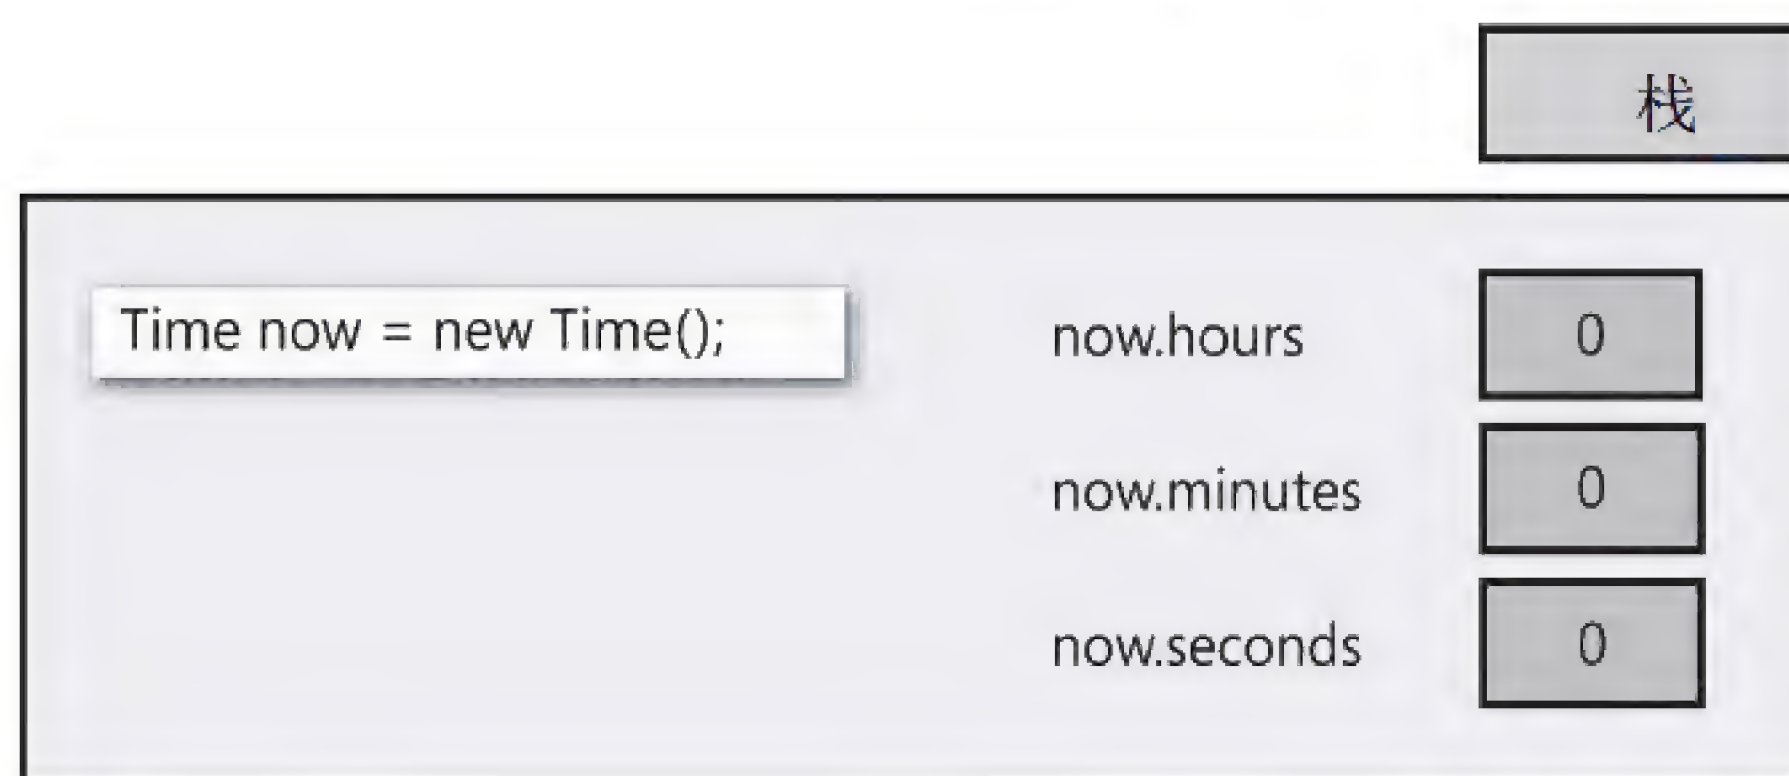 栈
Time now = new Time();
now.hours 0
now.minutes 0
now.seconds 0